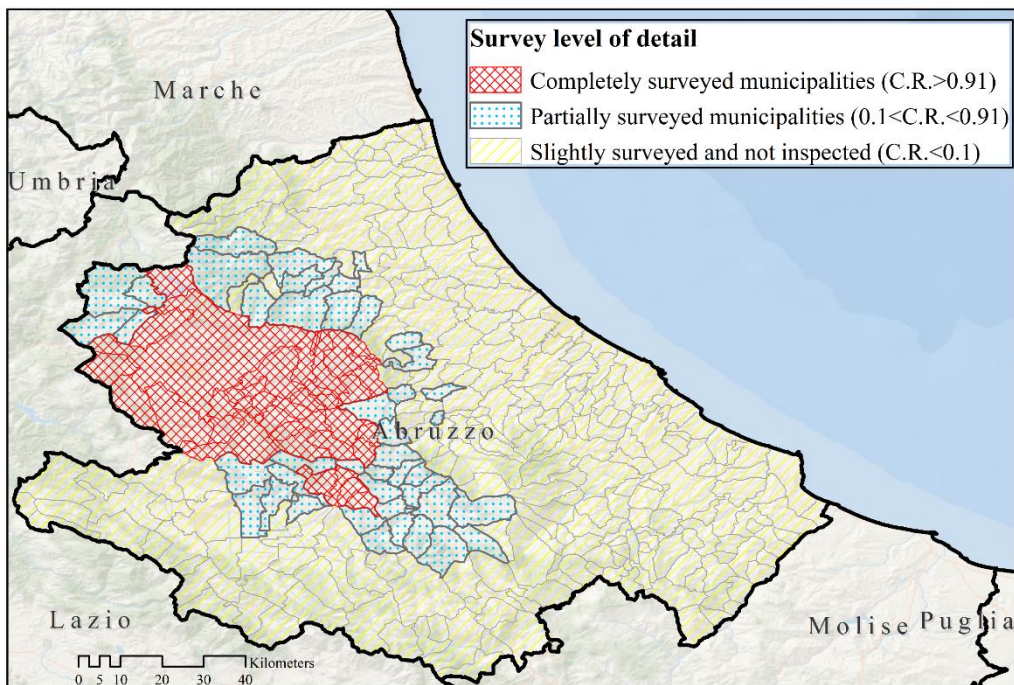 Survey level of detail
Completely surveyed municipalities (C.R.>0.91)
Partially surveyed municipalities (0.1<C.R.<0.91)
Slightly surveyed and not inspected (C.R.<0.1)
Marche
Umbria
Abruzzo
Lazio
Molise
Puglia
Kilometers
0 5 10 20 30 40